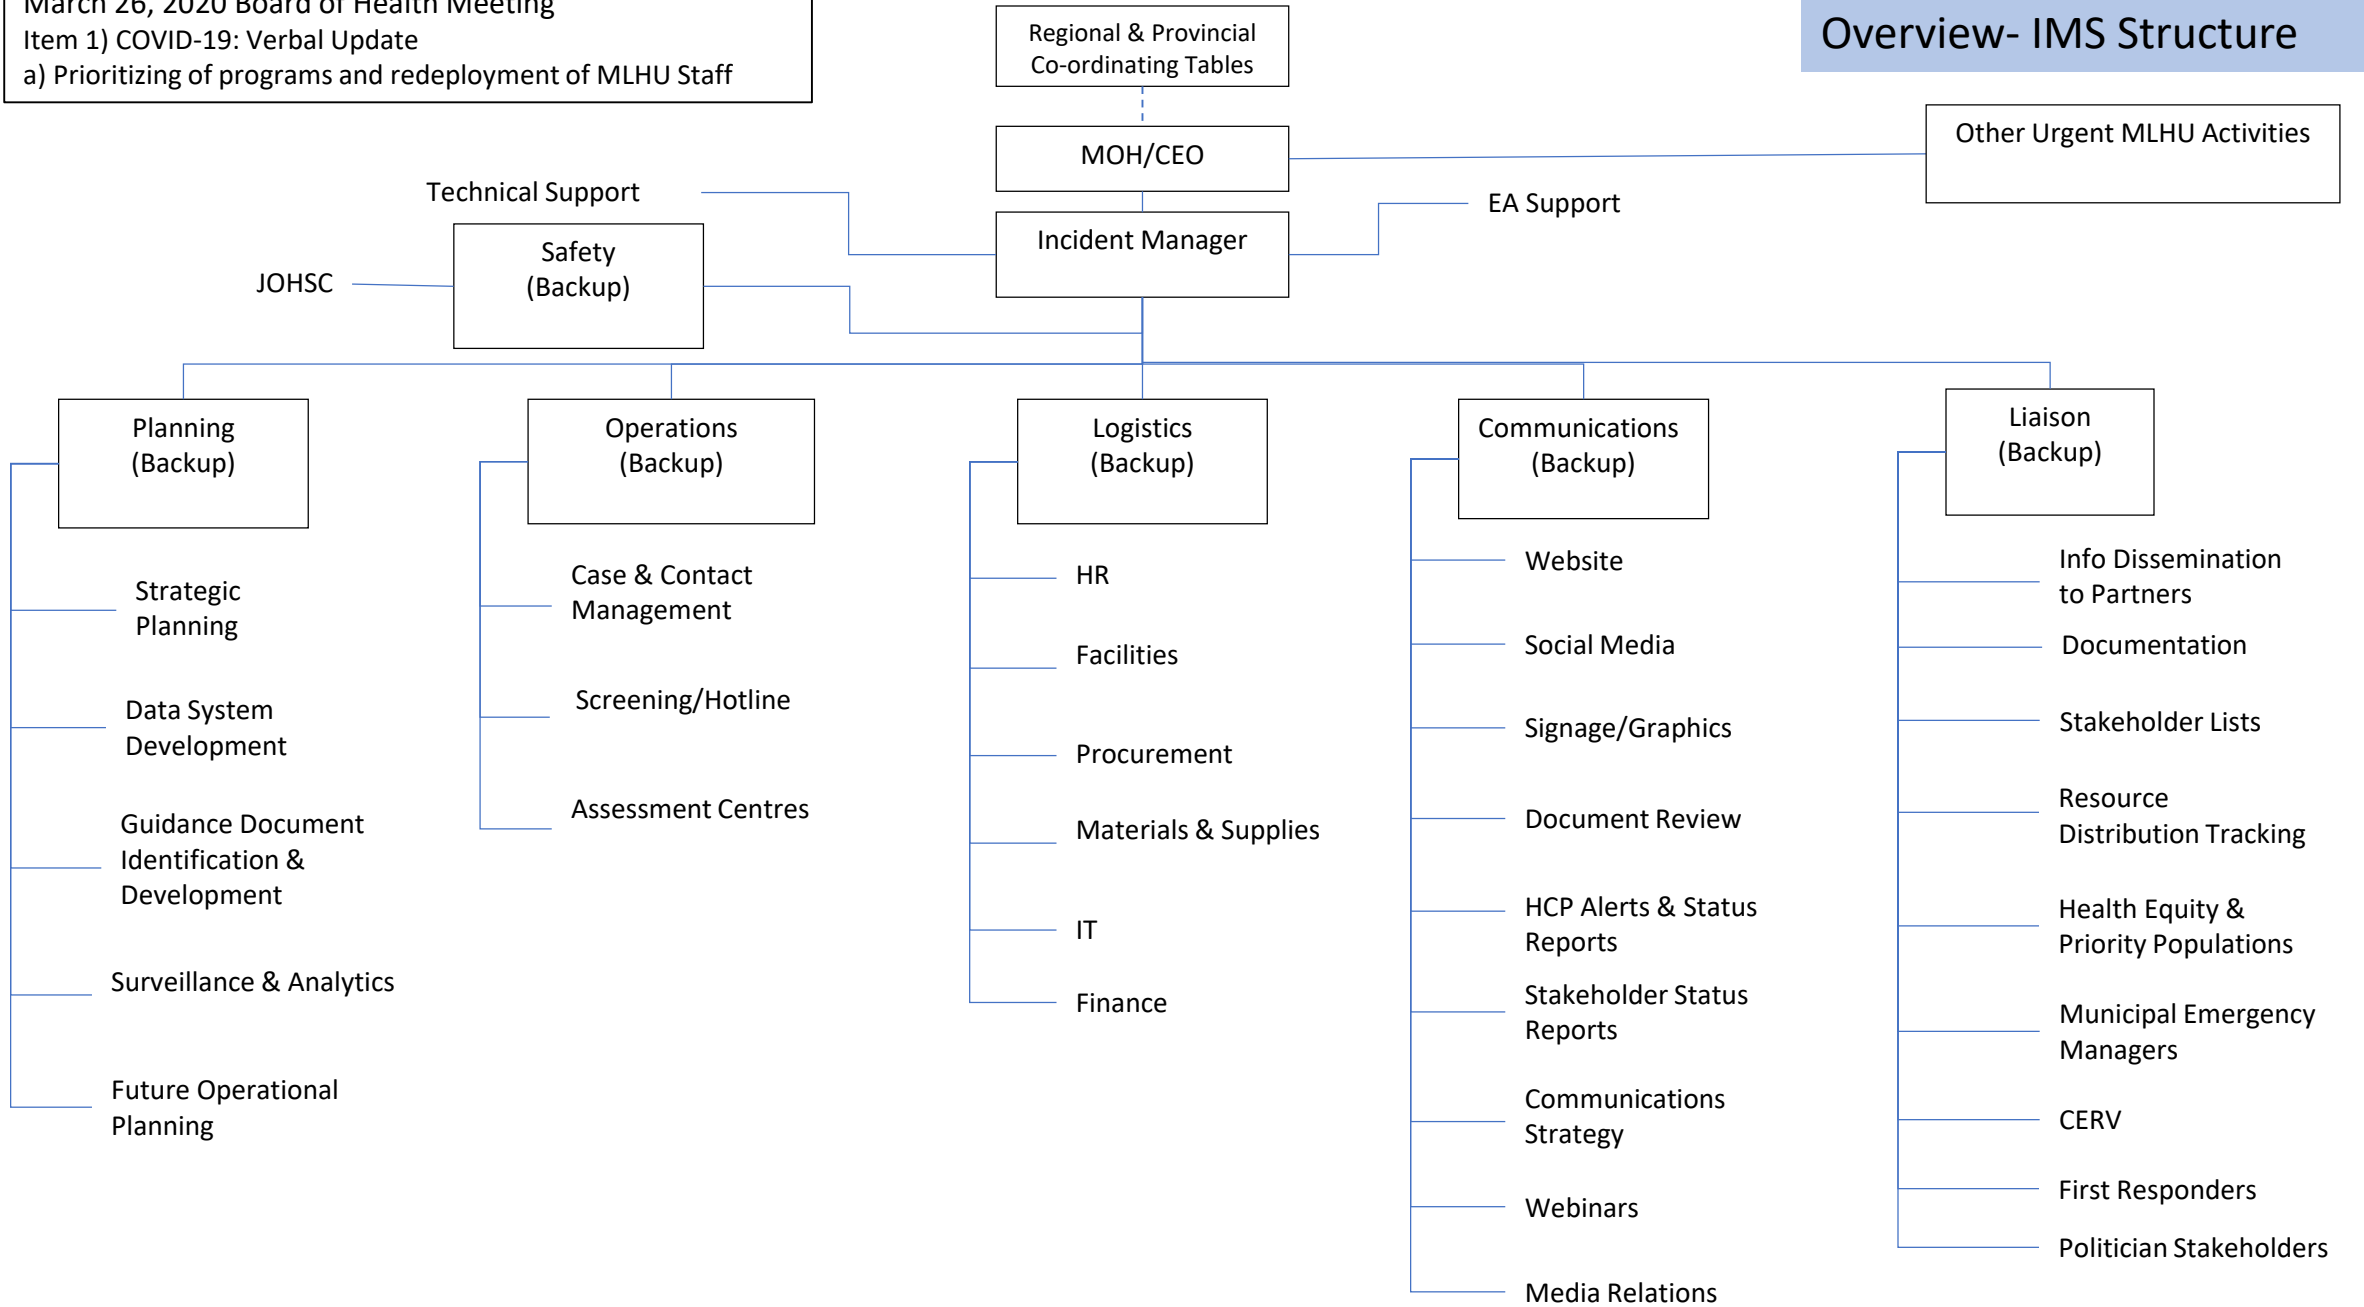 March 26, 2020 Board of Health Meeting
Item 1) COVID-19: Verbal Update
a) Prioritizing of programs and redeployment of MLHU Staff
Overview- IMS Structure
Regional & Provincial
Co-ordinating Tables
MOH/CEO
Other Urgent MLHU Activities
Technical Support
EA Support
Incident Manager
Safety
(Backup)
JOHSC
Planning
(Backup)
Strategic
Planning
Data System
Development
Guidance Document
Identification &
Development
Surveillance & Analytics
Future Operational
Planning
Operations
(Backup)
Case & Contact
Management
Screening/Hotline
Assessment Centres
Logistics
(Backup)
HR
Facilities
Procurement
Materials & Supplies
IT
Finance
Communications
(Backup)
Website
Social Media
Signage/Graphics
Document Review
HCP Alerts & Status
Reports
Stakeholder Status
Reports
Communications
Strategy
Webinars
Media Relations
Liaison
(Backup)
Info Dissemination
to Partners
Documentation
Stakeholder Lists
Resource
Distribution Tracking
Health Equity &
Priority Populations
Municipal Emergency
Managers
CERV
First Responders
Politician Stakeholders